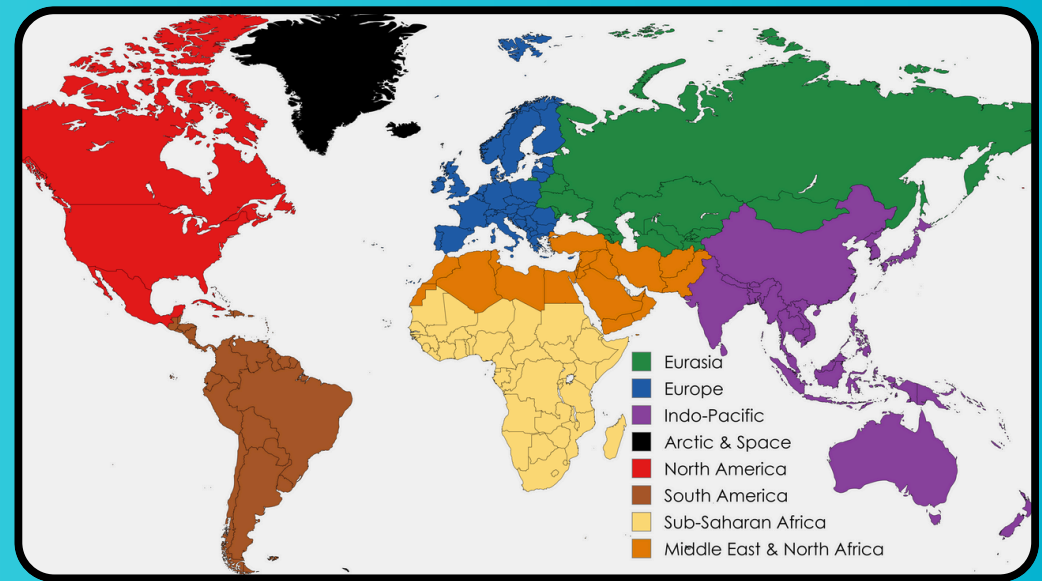 Eurasia
Europe
Indo-Pacific
Arctic & Space
North America
South America
Sub-Saharan Africa
Middle East & North Africa